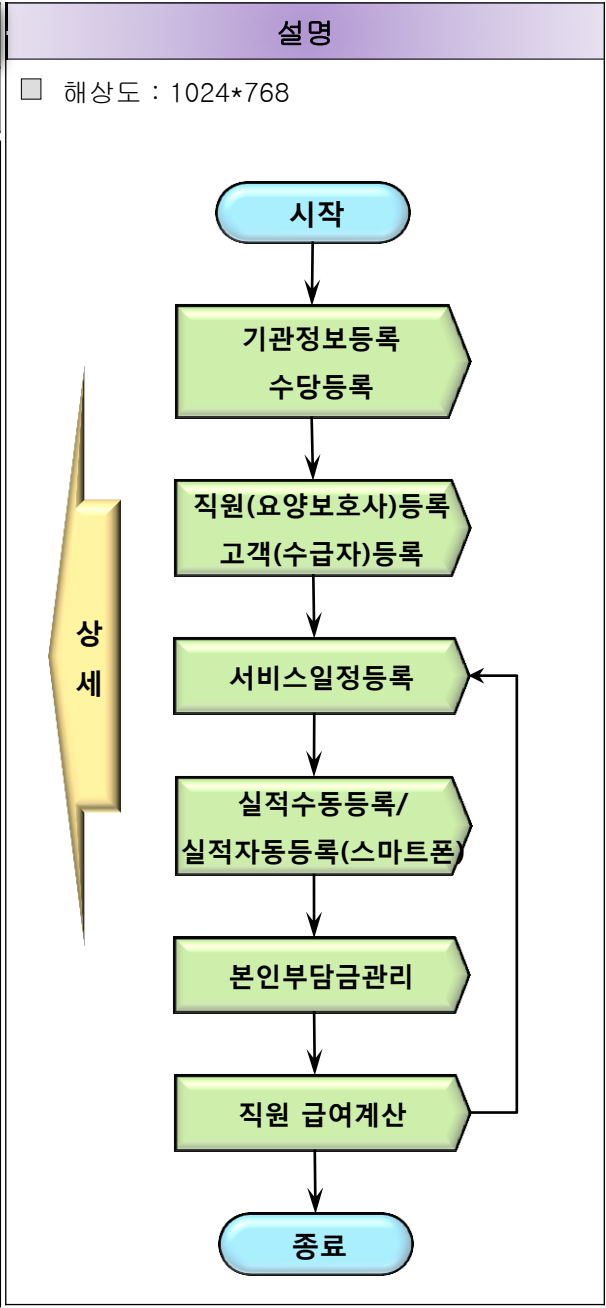 설명
해상도 : 1024*768
시작
기관정보등록
수당등록
직원(요양보호사)등록
고객(수급자)등록
상
세
서비스일정등록
실적수동등록/
실적자동등록(스마트폰)
본인부담금관리
직원 급여계산
종료